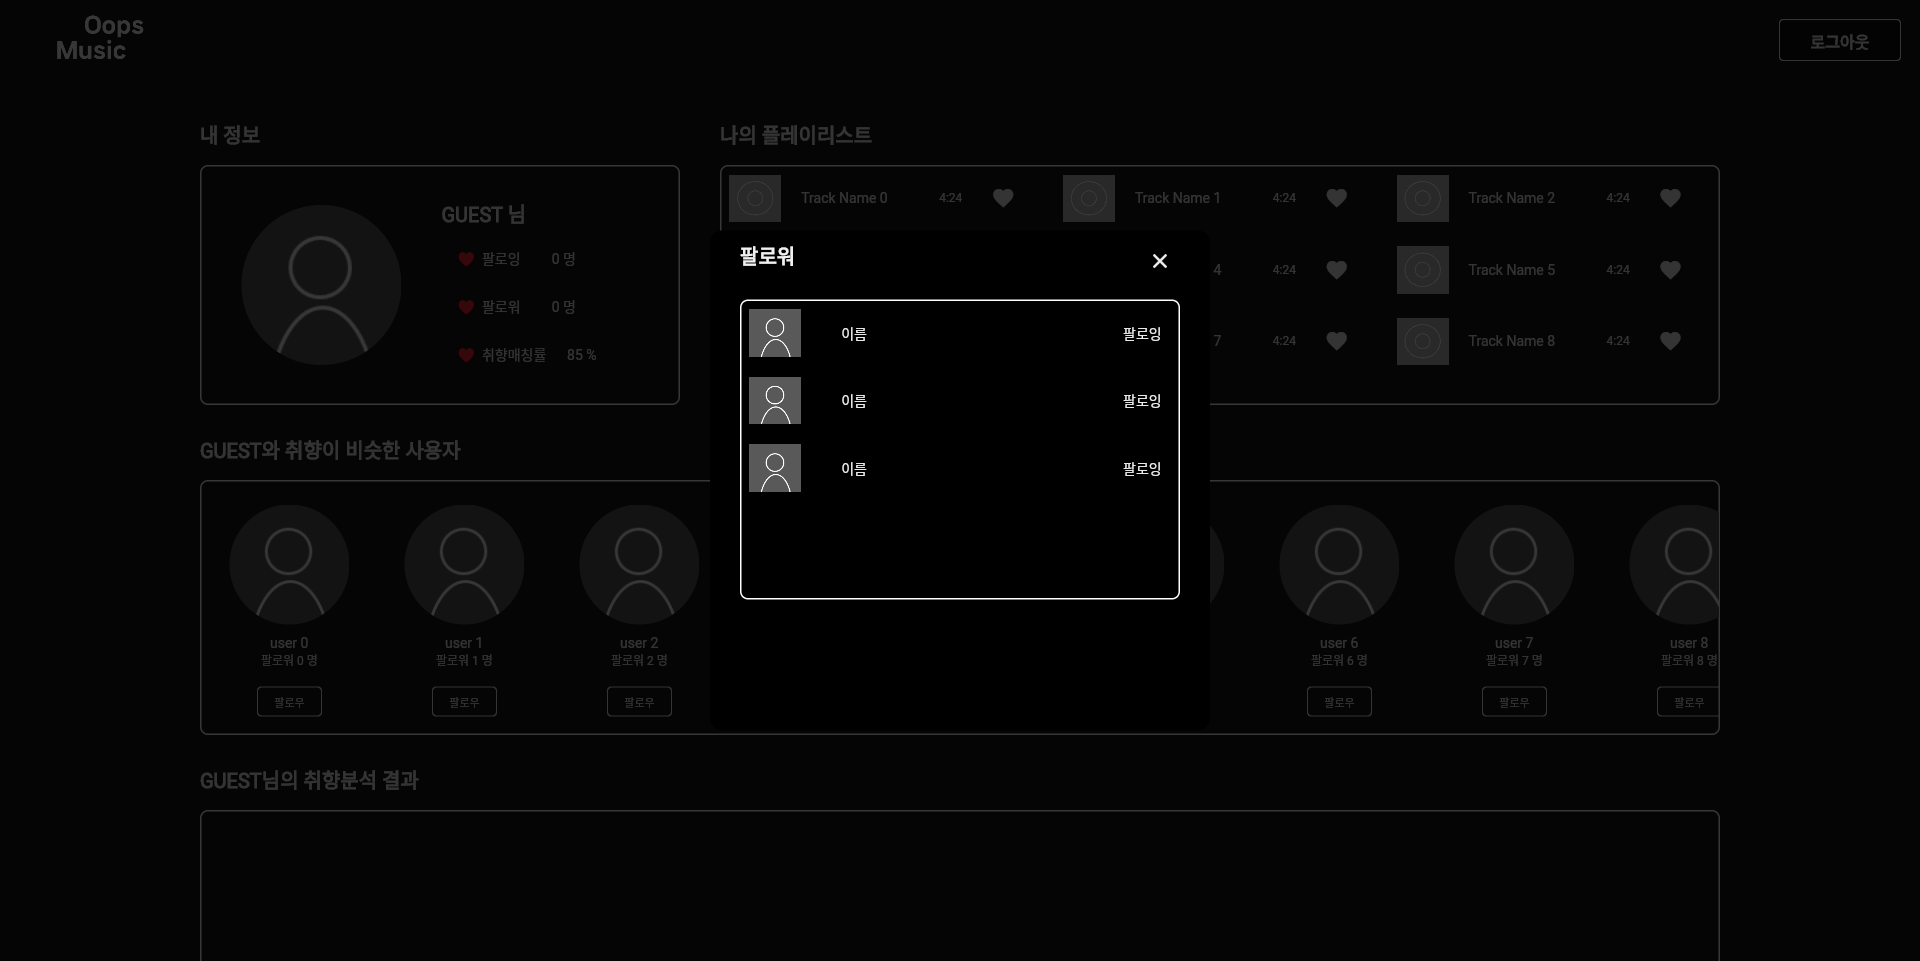 Oops
Music
로그아웃
내 정보
GUEST 님
팔로잉 0 명
팔로워 0 명
취향매칭률 85 %
나의 플레이리스트
Track Name 0 4:24
Track Name 1 4:24
Track Name 2 4:24
4 4:24
Track Name 5 4:24
7 4:24
Track Name 8 4:24
팔로워
이름 팔로잉
이름 팔로잉
이름 팔로잉
GUEST와 취향이 비슷한 사용자
user 0
팔로워 0 명
팔로우
user 1
팔로워 1 명
팔로우
user 2
팔로워 2 명
팔로우
user 6
팔로워 6 명
팔로우
user 7
팔로워 7 명
팔로우
user 8
팔로워 8 명
팔로우
GUEST님의 취향분석 결과